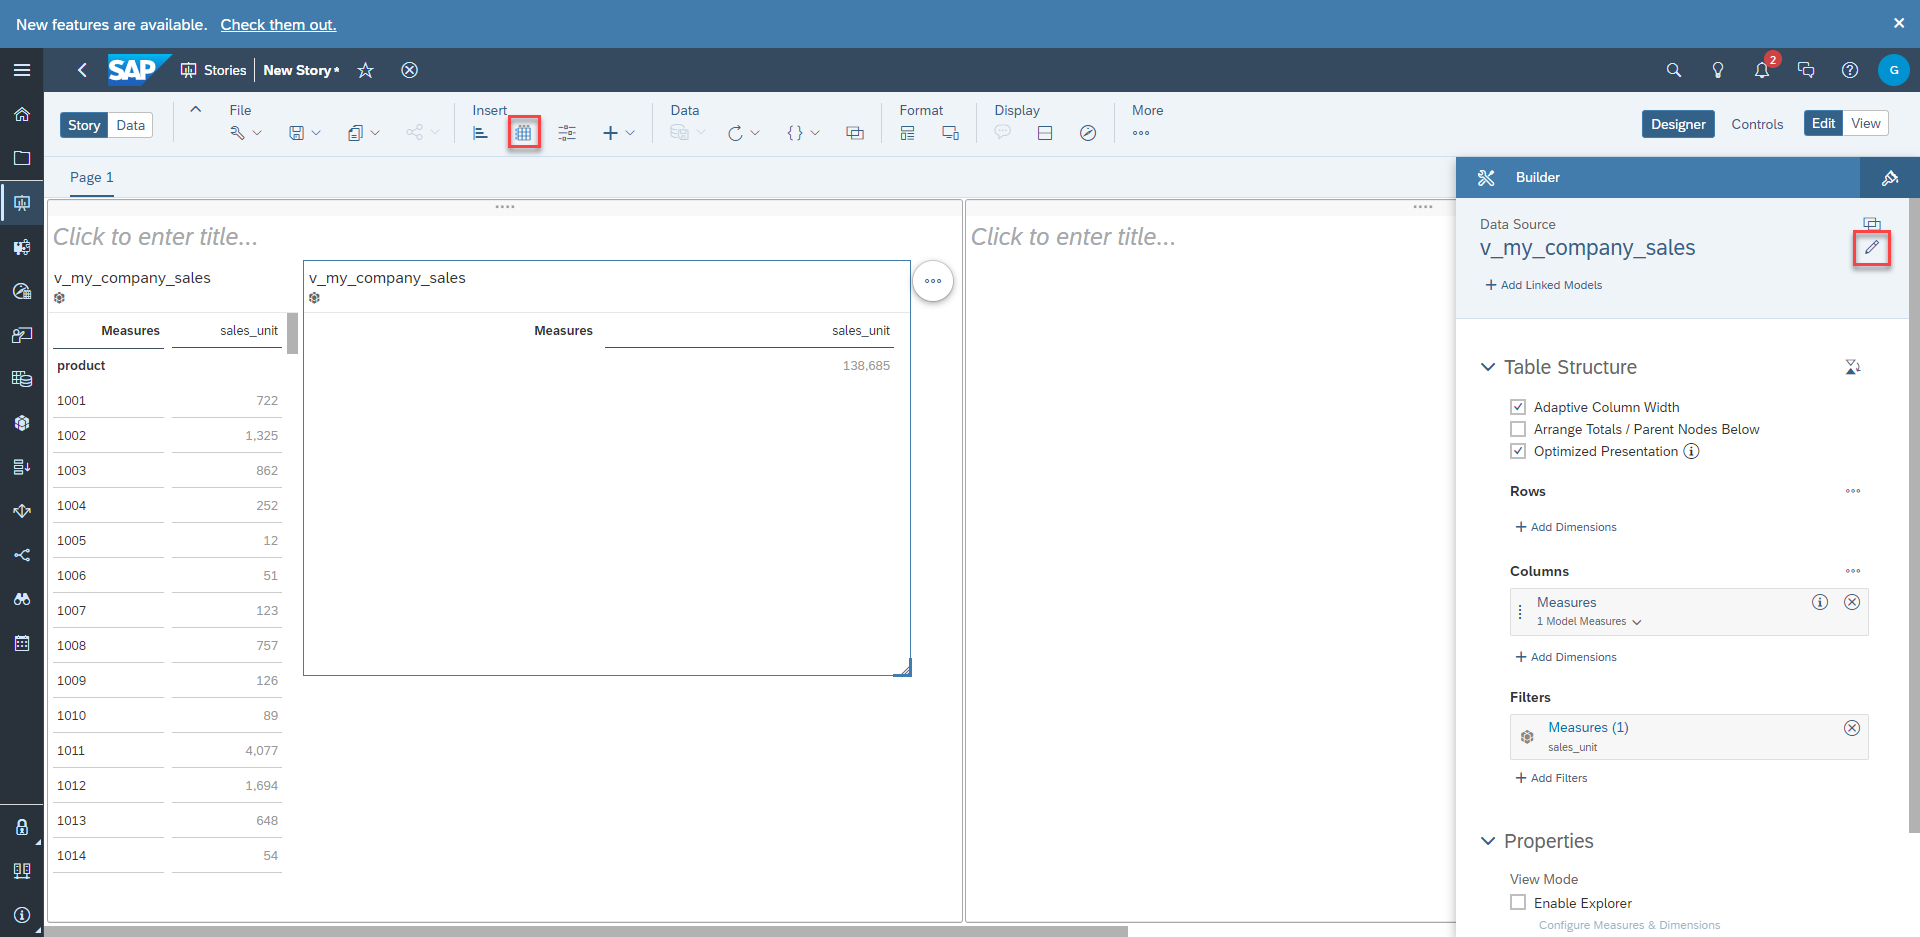 New features are available. Check them out.
SAP Stories New Story * 2 G
Story Data
File Insert Data Format Display More
Designer Controls Edit View
Page 1
Click to enter title...
v_my_company_sales
Measures sales_unit
product
1001 722
1002 1,325
1003 862
1004 252
1005 12
1006 51
1007 123
1008 757
1009 126
1010 89
1011 4,077
1012 1,694
1013 648
1014 54
v_my_company_sales
Measures sales_unit
138,685
Click to enter title...
Builder
Data Source
v_my_company_sales
+ Add Linked Models
Table Structure
Adaptive Column Width
Arrange Totals / Parent Nodes Below
Optimized Presentation
Rows
+ Add Dimensions
Columns
Measures
1 Model Measures
+ Add Dimensions
Filters
Measures (1)
sales_unit
+ Add Filters
Properties
View Mode
Enable Explorer
Configure Measures & Dimensions